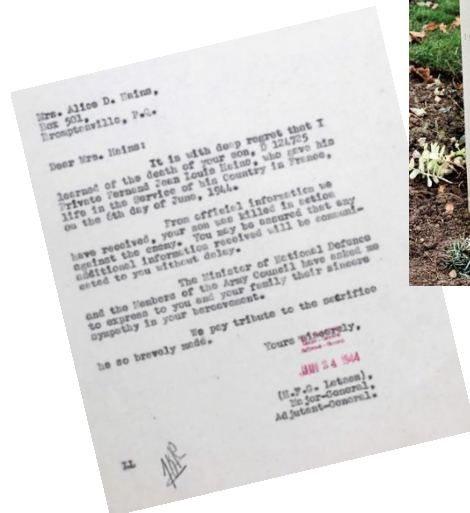 Mrs. Alice D. Hains,
Box 501,
Bromptonville, P.Q.
Dear Mrs. Hains:
It is with deep regret that I
learned of the death of your son, D 124725
Private Fernand Jean Louis Hains, who gave his
life in the Service of his Country in France,
on the 6th day of June, 1944.
From official information we
have received, your son was killed in action
against the enemy. You may be assured that any
additional information received will be communi-
cated to you without delay.
The Minister of National Defence
and the Members of the Army Council have asked me
to express to you and your family their sincere
sympathy in your bereavement.
We pay tribute to the sacrifice
he so bravely made.
Yours sincerely,
24 1944
(H.F.G. Letson),
Major-General,
Adjutant-General.
LL